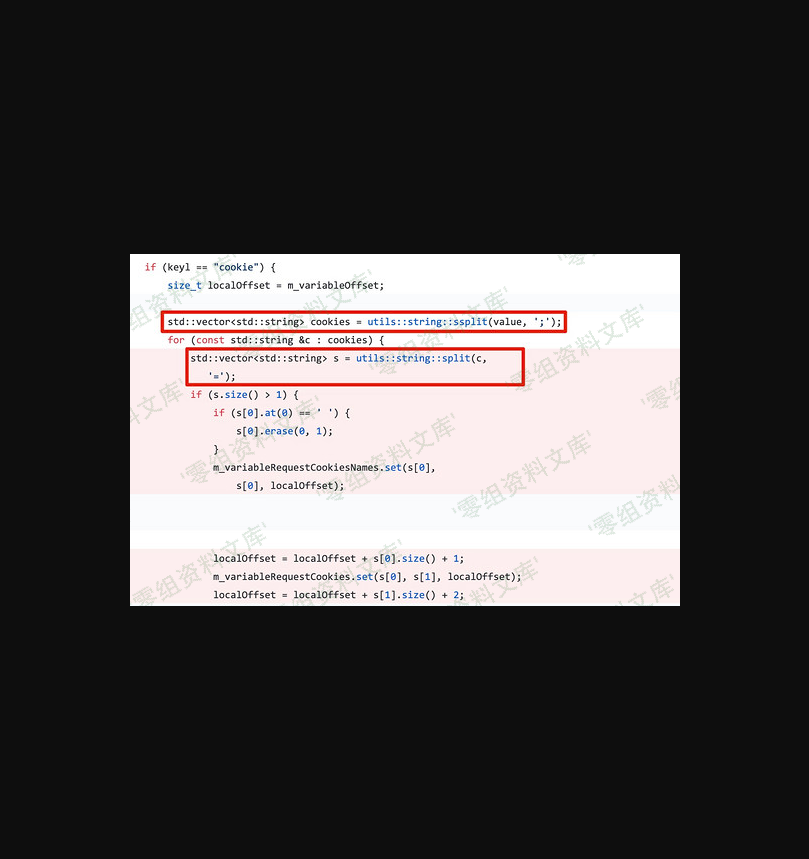 if (keyl == "cookie") {
size_t localOffset = m_variableOffset;
std::vector<std::string> cookies = utils::string::ssplit(value, ';');
for (const std::string &c : cookies) {
std::vector<std::string> s = utils::string::split(c,
'=');
if (s.size() > 1) {
if (s[0].at(0) == ' ') {
s[0].erase(0, 1);
}
m_variableRequestCookiesNames.set(s[0],
s[0], localOffset);
localOffset = localOffset + s[0].size() + 1;
m_variableRequestCookies.set(s[0], s[1], localOffset);
localOffset = localOffset + s[1].size() + 2;
'零组资料文库'